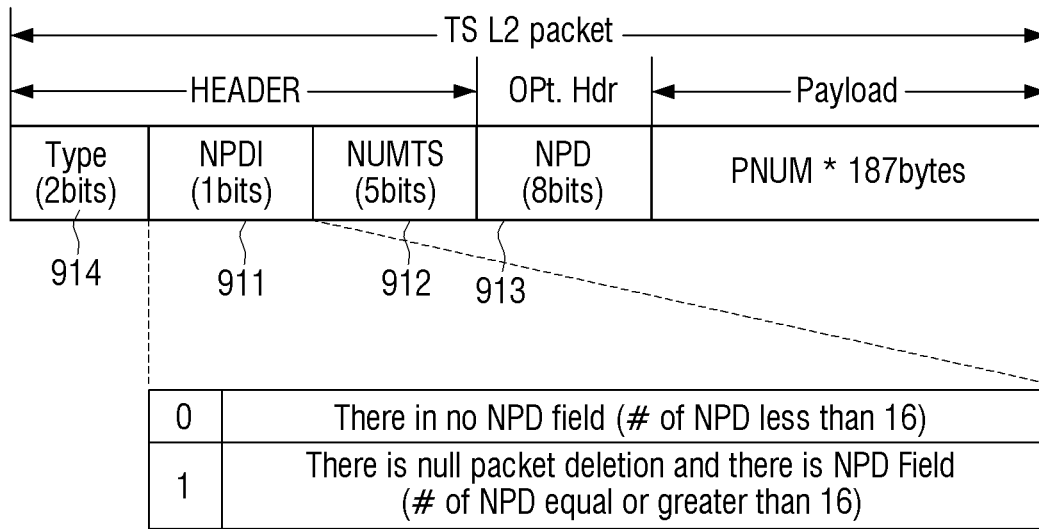 TS L2 packet
HEADER OPt. Hdr Payload
Type NPDI NUMTS NPD PNUM * 187bytes
(2bits) (1bits) (5bits) (8bits)
914 911 912 913
0 There in no NPD field (# of NPD less than 16)
1 There is null packet deletion and there is NPD Field
(# of NPD equal or greater than 16)